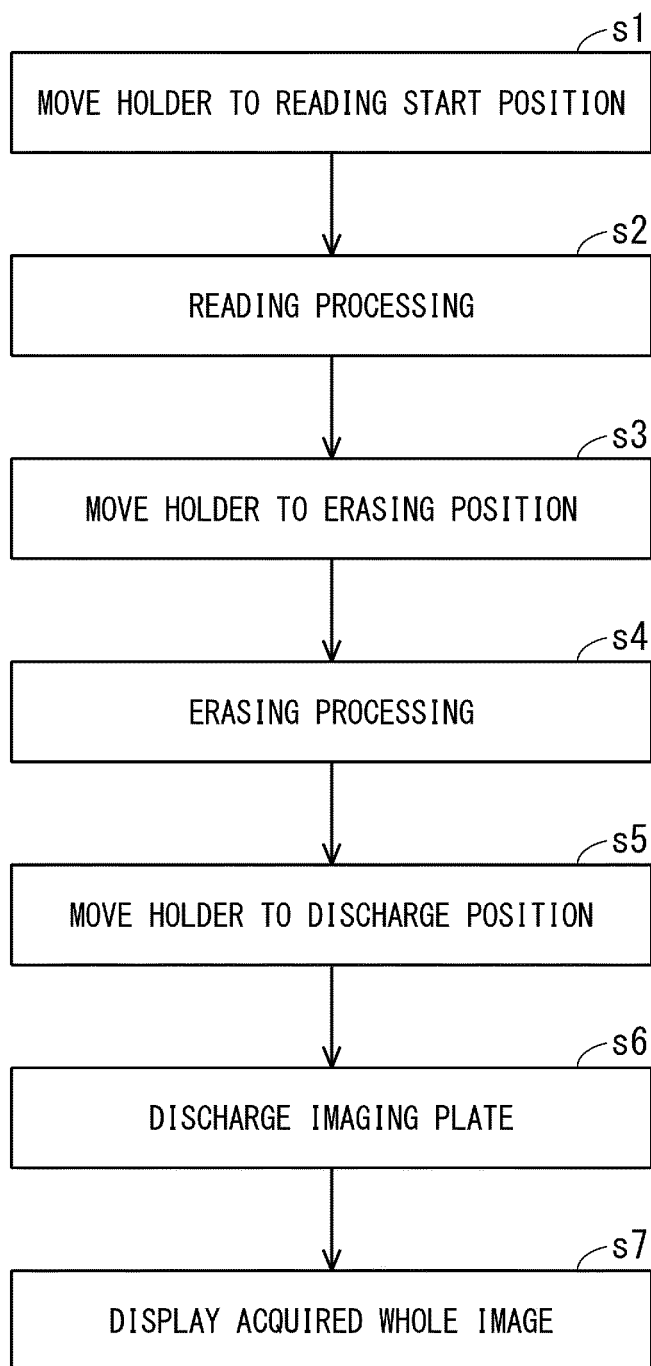 s1
MOVE HOLDER TO READING START POSITION
s2
READING PROCESSING
s3
MOVE HOLDER TO ERASING POSITION
s4
ERASING PROCESSING
s5
MOVE HOLDER TO DISCHARGE POSITION
s6
DISCHARGE IMAGING PLATE
s7
DISPLAY ACQUIRED WHOLE IMAGE